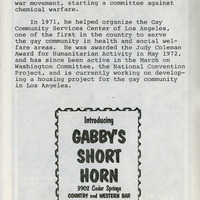 war movement, starting a committee against
chemical warfare.
In 1971, he helped organize the Gay
Community Services Center of Los Angeles,
one of the first in the country to serve
the gay community in health and social wel-
fare areas. He was awarded the Judy Coleman
Award for Humanitarian Activity in May 1972,
and has since been active in the March on
Washington Committee, the National Convention
Project, and is currently working on develop-
ing a housing project for the gay community
in Los Angeles.
Introducing
GABBY'S
SHORT
HORN
3902 Cedar Springs
COUNTRY and WESTERN BAR